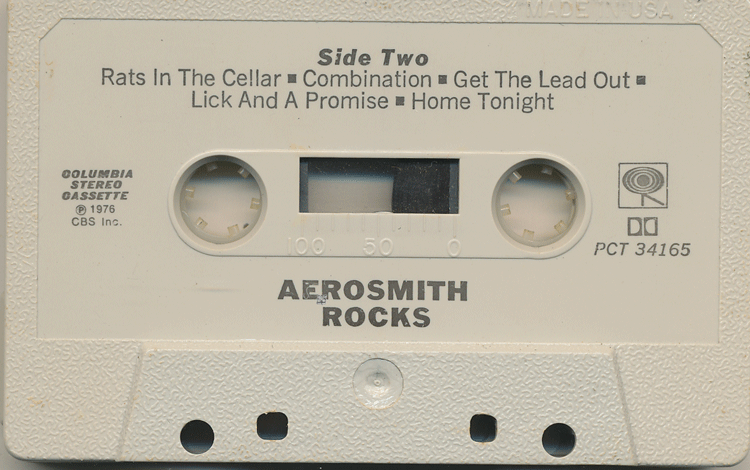 MADE IN USA
Side Two
Rats In The Cellar ■ Combination ■ Get The Lead Out ■
Lick And A Promise ■ Home Tonight
COLUMBIA
STEREO
CASSETTE
℗ 1976
CBS Inc.
100 50 0
PCT 34165
AEROSMITH
ROCKS